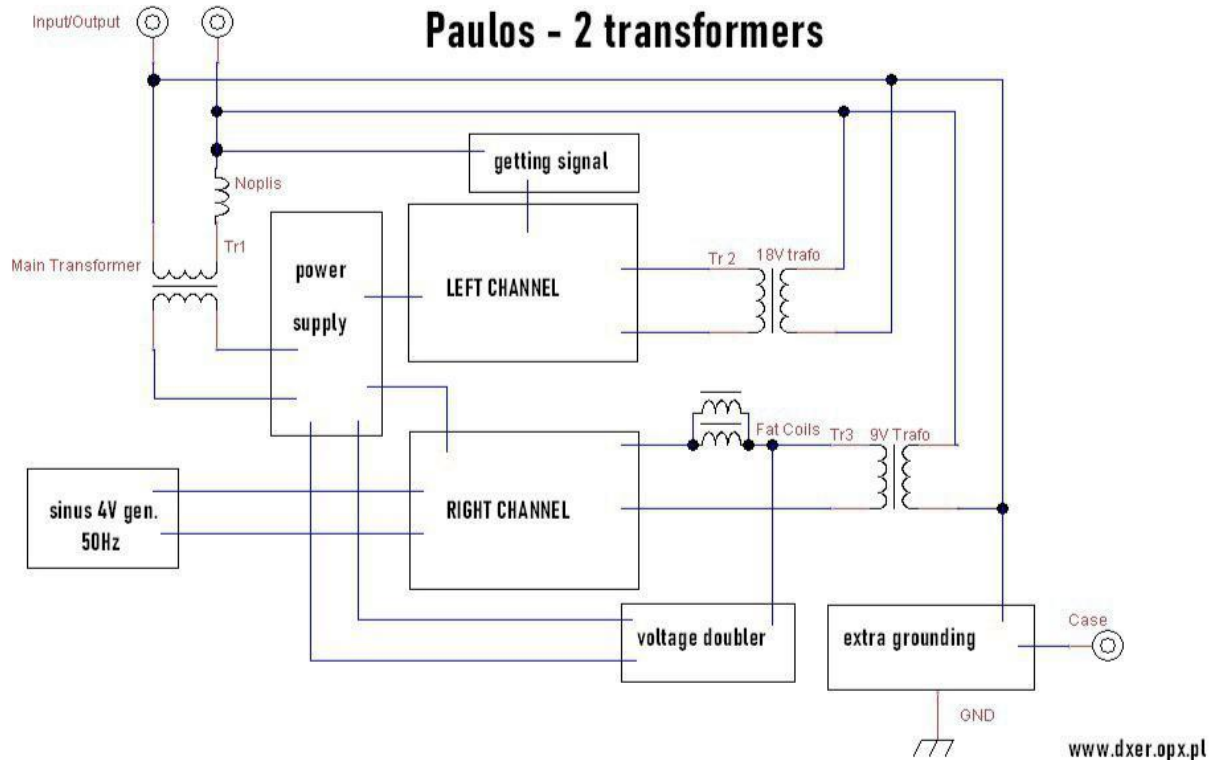 Input/Output
Paulos - 2 transformers
getting signal
Noplis
Tr1
Main Transformer
power
supply
LEFT CHANNEL
Tr 2
18V trafo
Fat Coils
Tr3
9V Trafo
sinus 4V gen.
50Hz
RIGHT CHANNEL
voltage doubler
extra grounding
Case
GND
www.dxer.opx.pl